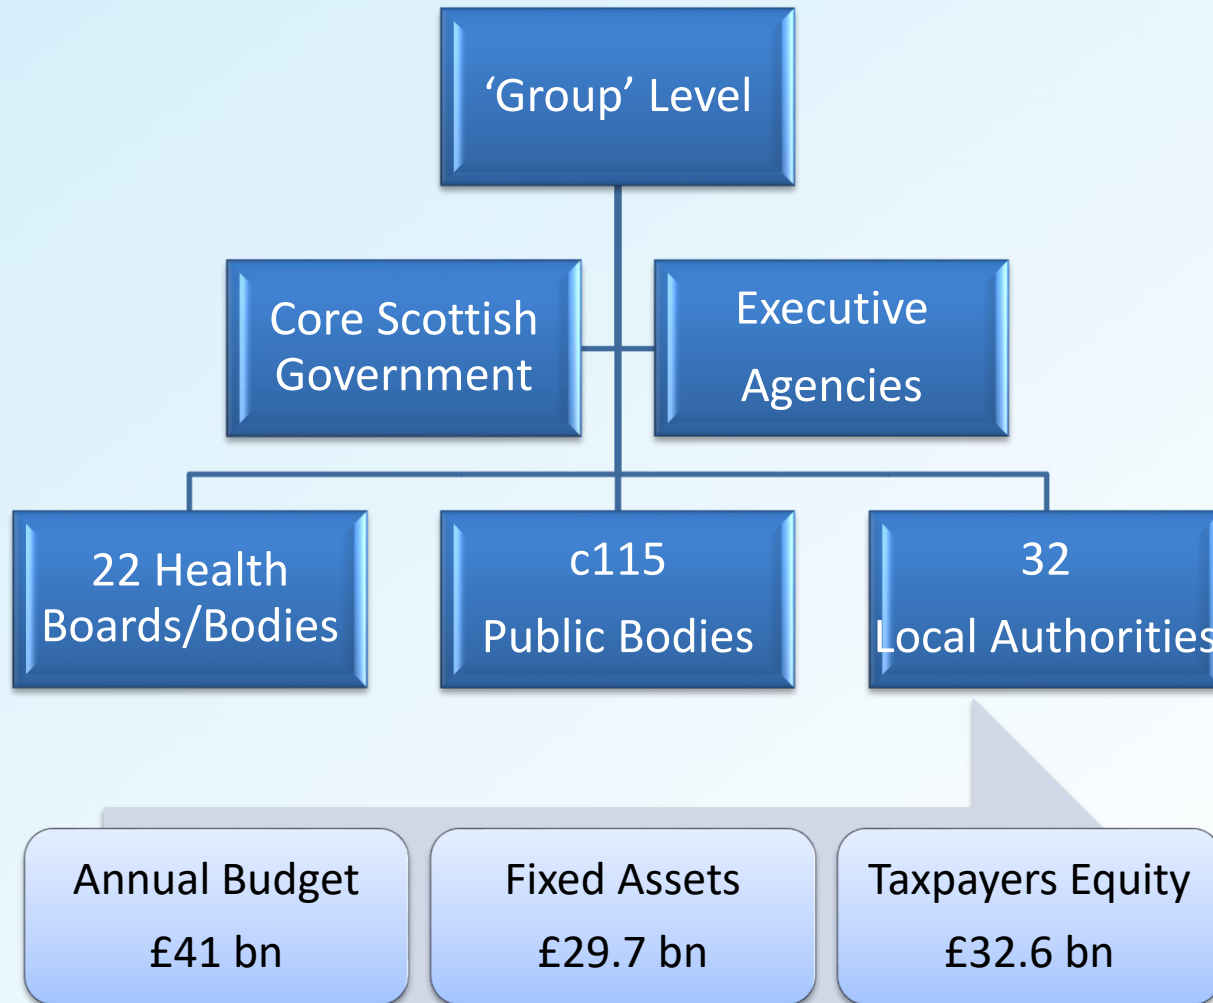 ‘Group’ Level
Core Scottish
Government
Executive
Agencies
22 Health
Boards/Bodies
c115
Public Bodies
32
Local Authorities
Annual Budget
£41 bn
Fixed Assets
£29.7 bn
Taxpayers Equity
£32.6 bn